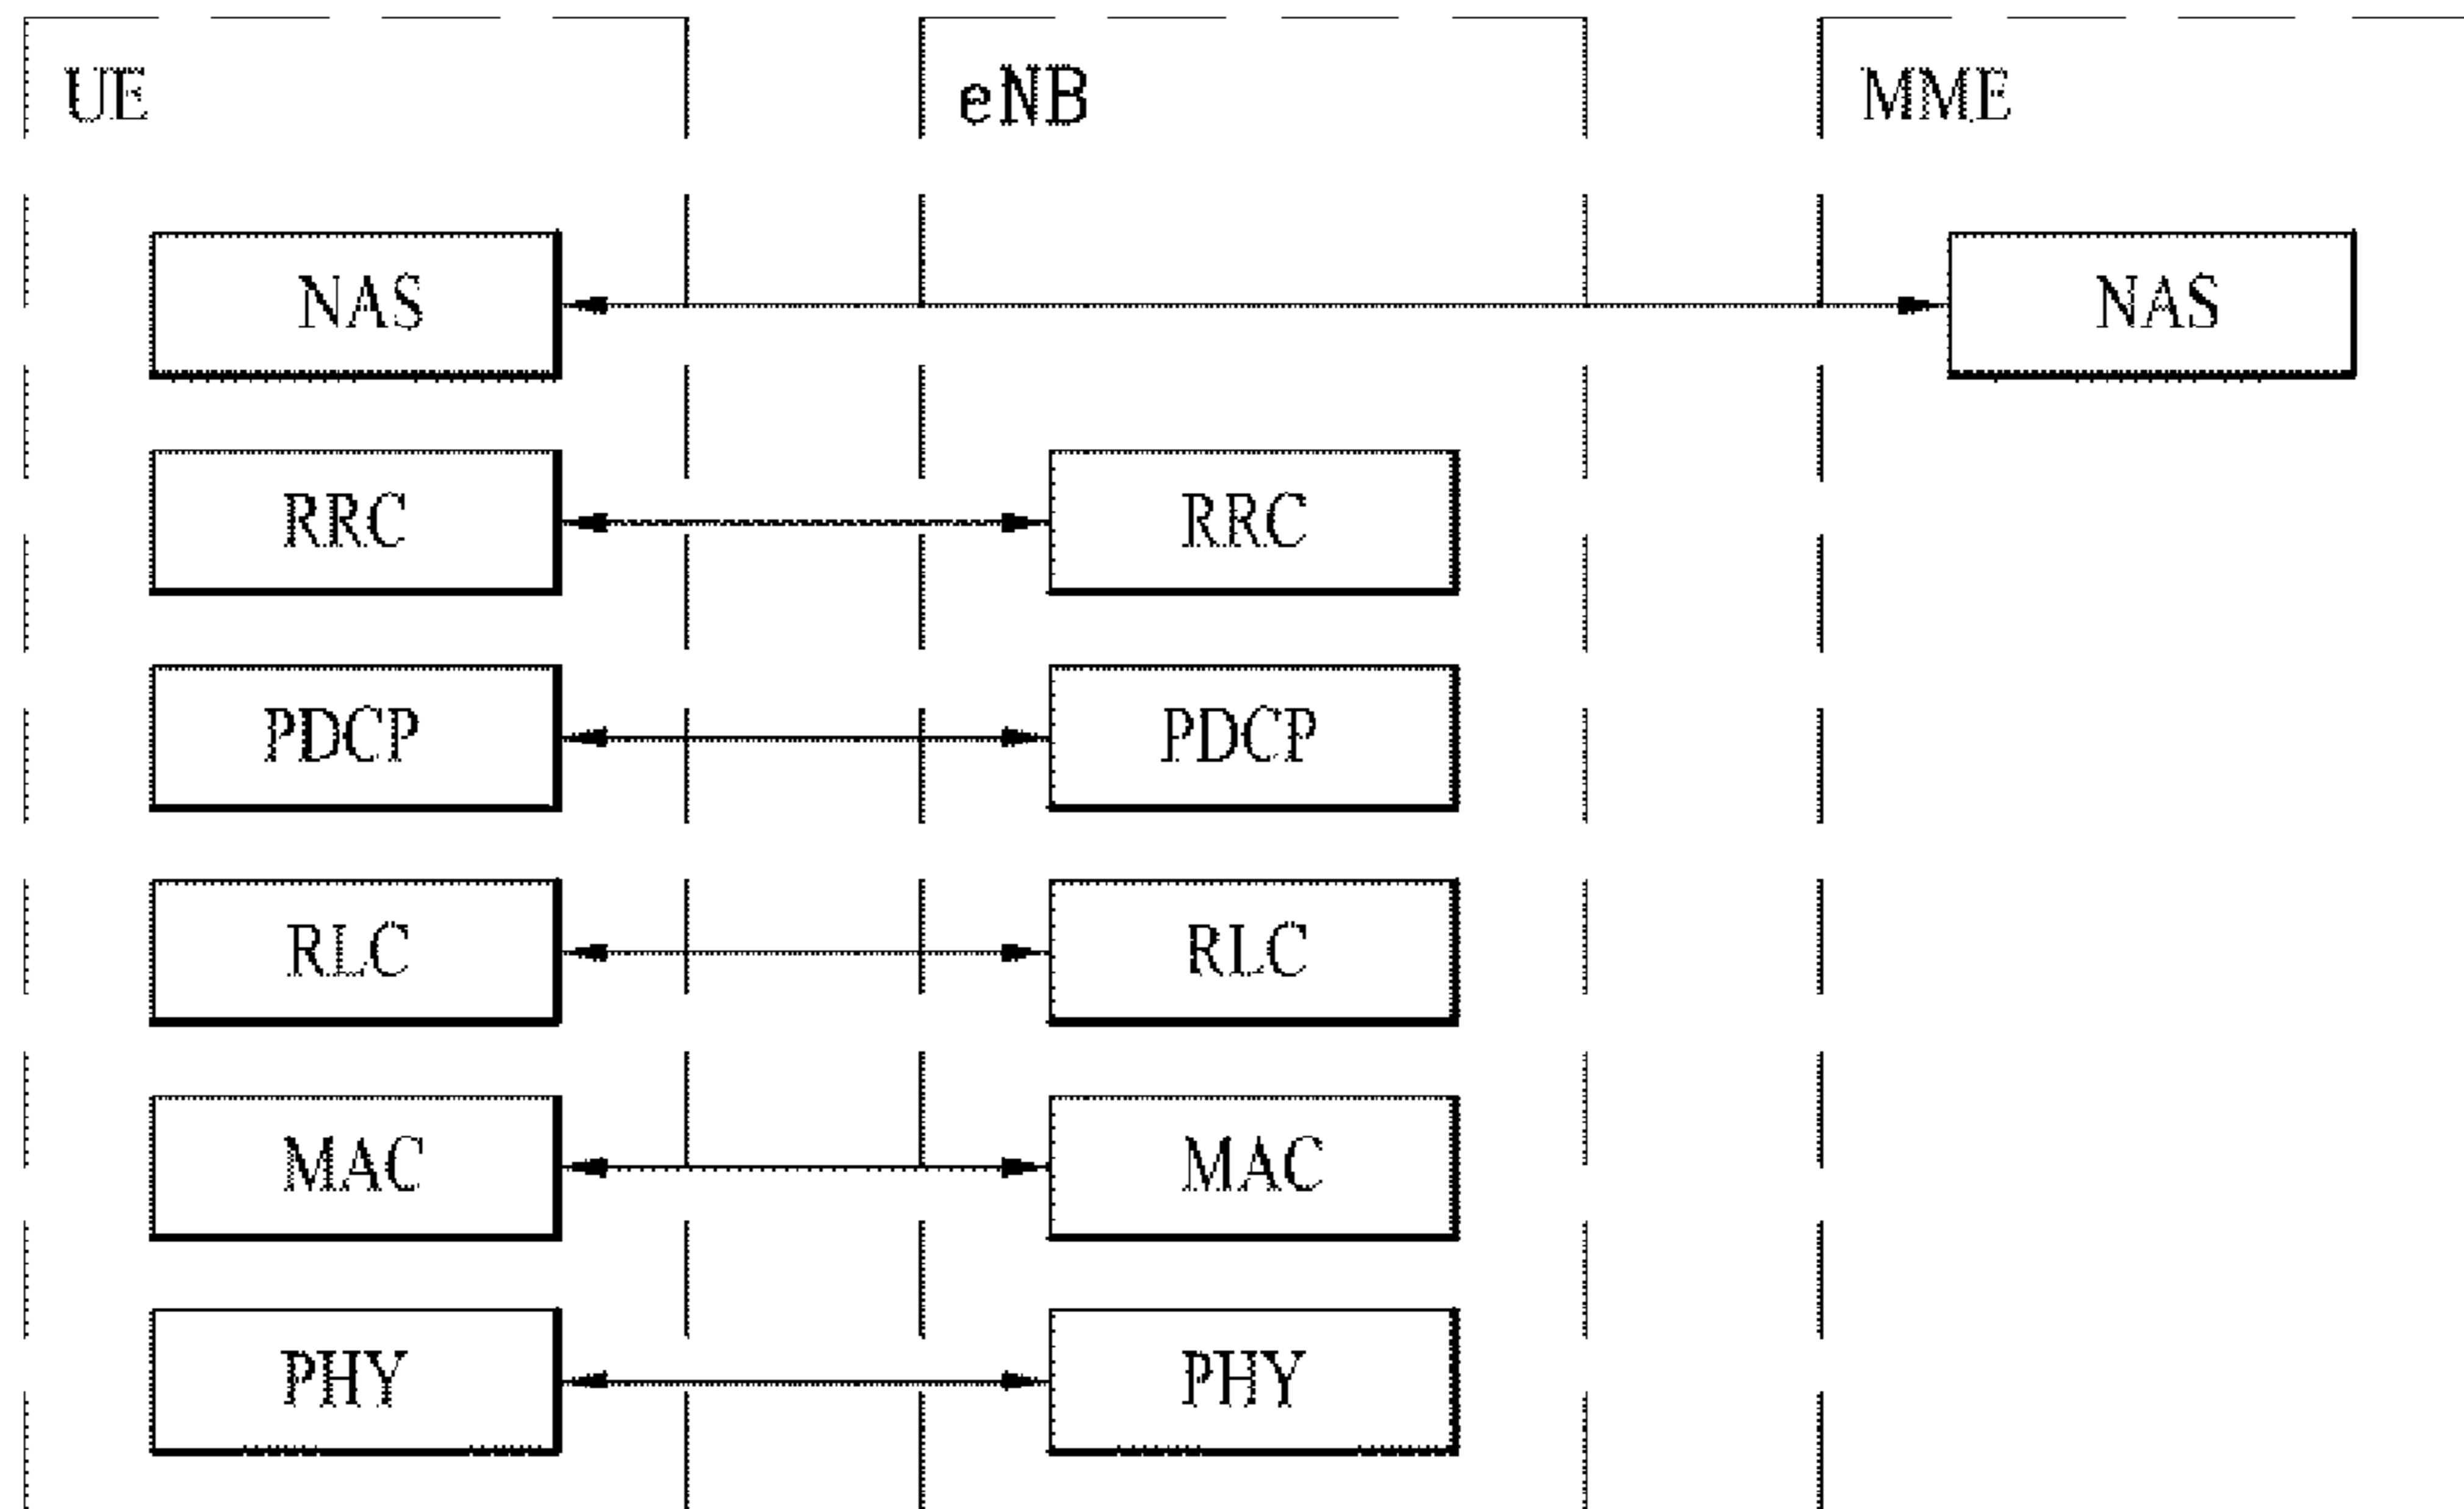 UE eNB MME
NAS NAS
RRC RRC
PDCP PDCP
RLC RLC
MAC MAC
PHY PHY